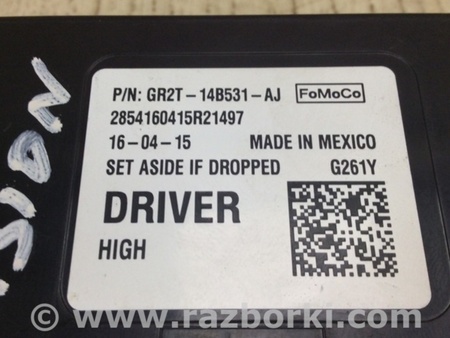 P/N: GR2T-14B531-AJ FoMoCo
2854160415R21497
16-04-15 MADE IN MEXICO
SET ASIDE IF DROPPED G261Y
DRIVER
HIGH
© www.razborki.com